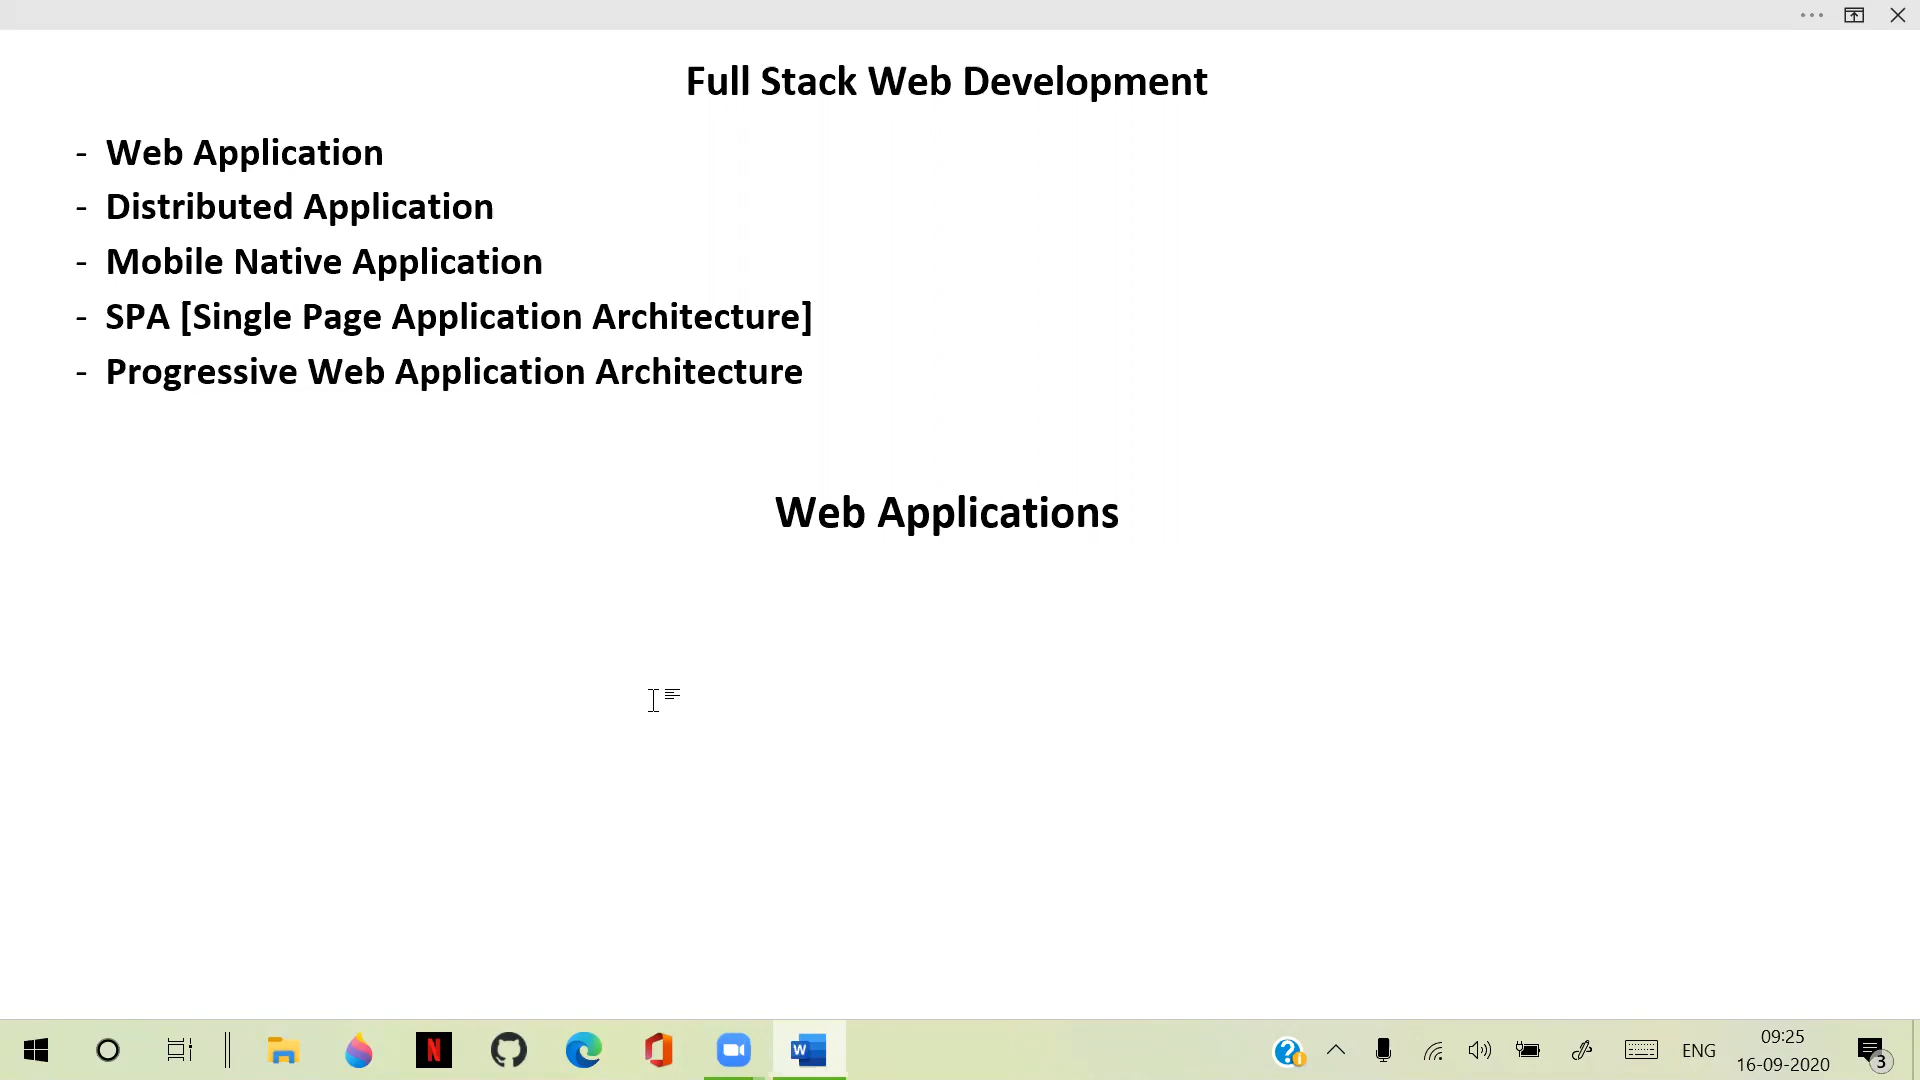 Full Stack Web Development
- Web Application
- Distributed Application
- Mobile Native Application
- SPA [Single Page Application Architecture]
- Progressive Web Application Architecture
Web Applications
N
W
?
ENG
09:25
16-09-2020
3